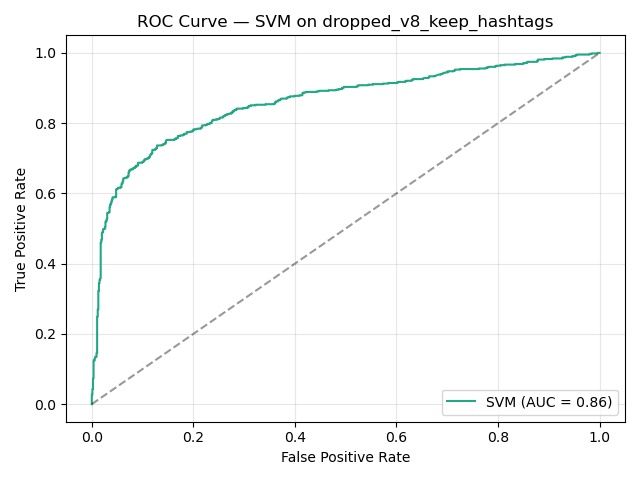 ROC Curve — SVM on dropped_v8_keep_hashtags
True Positive Rate
1.0
0.8
0.6
0.4
0.2
0.0
SVM (AUC = 0.86)
0.0 0.2 0.4 0.6 0.8 1.0
False Positive Rate